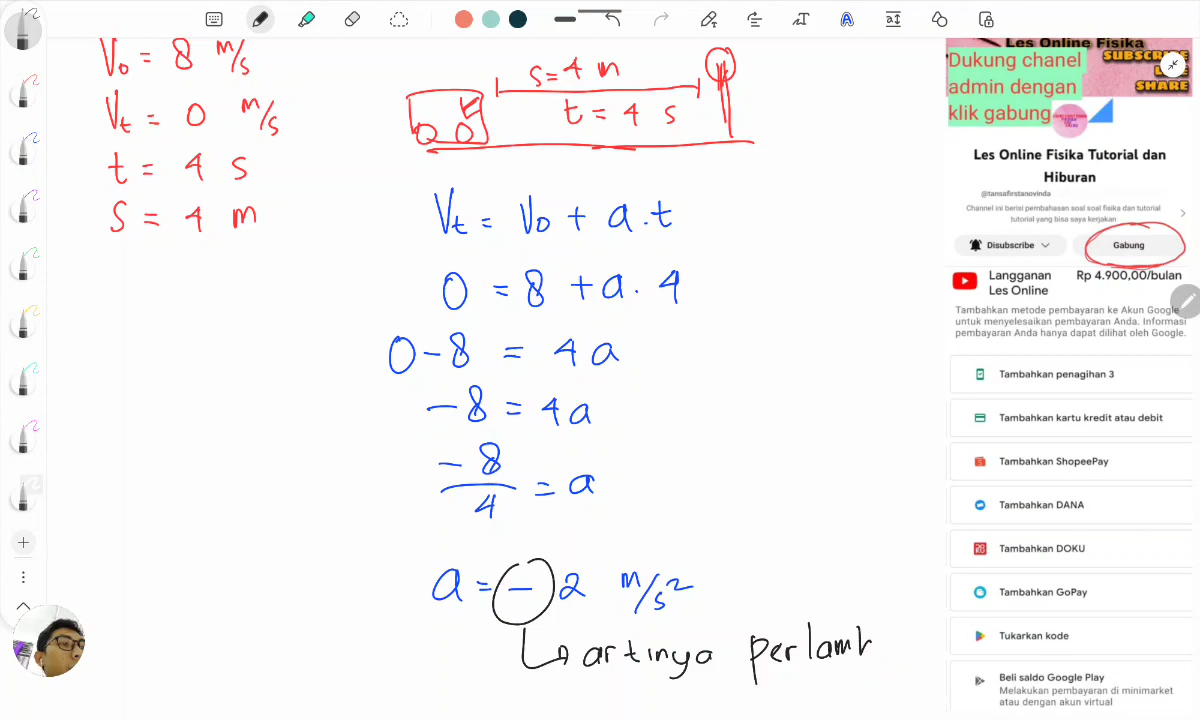 V₀ = 8 m/s
Vt = 0 m/s
t = 4 s
S = 4 m
s = 4 m
t = 4 s
Vt = V₀ + a . t
0 = 8 + a . 4
0 - 8 = 4 a
- 8 = 4 a
- 8 / 4 = a
a = - 2 m/s²
artinya perlamb
Les Online Fisika
SUBSCRIBE
LIKE
SHARE
Dukung chanel
admin dengan
klik gabung
Les Online Fisika Tutorial dan
Hiburan
@tansafirstanovinda
Channel ini berisi pembahasan soal soal fisika dan tutorial
tutorial yang bisa saya kerjakan
Disubscribe
Gabung
Langganan
Les Online
Rp 4.900,00/bulan
Tambahkan metode pembayaran ke Akun Google
untuk menyelesaikan pembayaran Anda. Informasi
pembayaran Anda hanya dapat dilihat oleh Google.
Tambahkan penagihan 3
Tambahkan kartu kredit atau debit
Tambahkan ShopeePay
Tambahkan DANA
Tambahkan DOKU
Tambahkan GoPay
Tukarkan kode
Beli saldo Google Play
Melakukan pembayaran di minimarket
atau dengan akun virtual